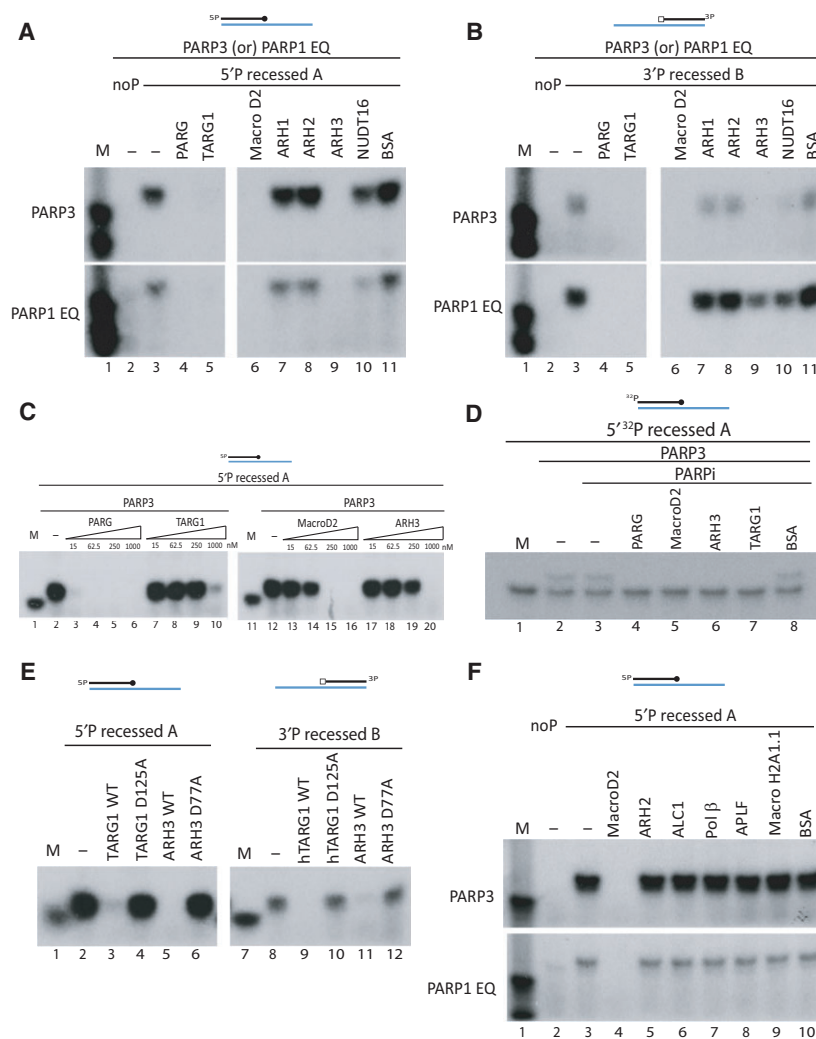 A
5P
PARP3 (or) PARP1 EQ
5′P recessed A
noP
M
–
–
PARG
TARG1
Macro D2
ARH1
ARH2
ARH3
NUDT16
BSA
PARP3
PARP1 EQ
1 2 3 4 5 6 7 8 9 10 11
B
3P
PARP3 (or) PARP1 EQ
3′P recessed B
noP
M
–
–
PARG
TARG1
Macro D2
ARH1
ARH2
ARH3
NUDT16
BSA
PARP3
PARP1 EQ
1 2 3 4 5 6 7 8 9 10 11
C
5P
5′P recessed A
PARP3
PARP3
M
–
PARG
TARG1
15 62.5 250 1000 15 62.5 250 1000 nM
M
–
MacroD2
ARH3
15 62.5 250 1000 15 62.5 250 1000 nM
1 2 3 4 5 6 7 8 9 10 11 12 13 14 15 16 17 18 19 20
D
32P
5′32P recessed A
PARP3
PARPi
M
–
–
PARG
MacroD2
ARH3
TARG1
BSA
1 2 3 4 5 6 7 8
E
5P
5′P recessed A
M
–
TARG1 WT
TARG1 D125A
ARH3 WT
ARH3 D77A
1 2 3 4 5 6
3P
3′P recessed B
M
–
hTARG1 WT
hTARG1 D125A
ARH3 WT
ARH3 D77A
7 8 9 10 11 12
F
5P
5′P recessed A
noP
M
–
–
MacroD2
ARH2
ALC1
Pol β
APLF
Macro H2A1.1
BSA
PARP3
PARP1 EQ
1 2 3 4 5 6 7 8 9 10